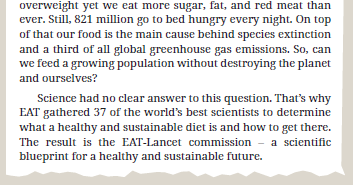 overweight yet we eat more sugar, fat, and red meat than
ever. Still, 821 million go to bed hungry every night. On top
of that our food is the main cause behind species extinction
and a third of all global greenhouse gas emissions. So, can
we feed a growing population without destroying the planet
and ourselves?
Science had no clear answer to this question. That's why
EAT gathered 37 of the world's best scientists to determine
what a healthy and sustainable diet is and how to get there.
The result is the EAT-Lancet commission – a scientific
blueprint for a healthy and sustainable future.